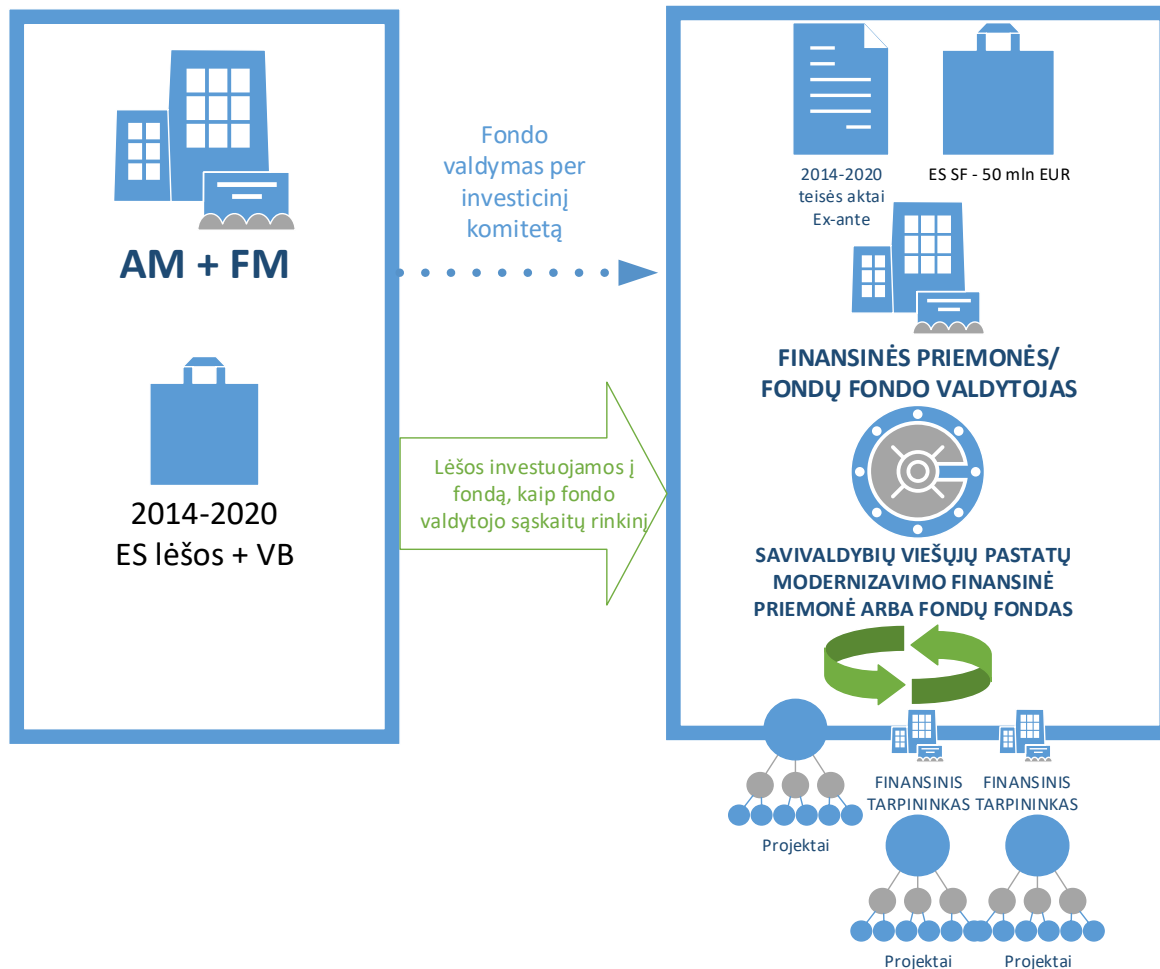 AM + FM
2014-2020
ES lėšos + VB
Fondo
valdymas per
investicinį
komitetą
Lėšos investuojamos į
fondą, kaip fondo
valdytojo sąskaitų rinkinį
2014-2020
teisės aktai
Ex-ante
ES SF - 50 mln EUR
FINANSINĖS PRIEMONĖS/
FONDŲ FONDO VALDYTOJAS
SAVIVALDYBIŲ VIEŠŲJŲ PASTATŲ
MODERNIZAVIMO FINANSINĖ
PRIEMONĖ ARBA FONDŲ FONDAS
Projektai
FINANSINIS
TARPININKAS
Projektai
FINANSINIS
TARPININKAS
Projektai